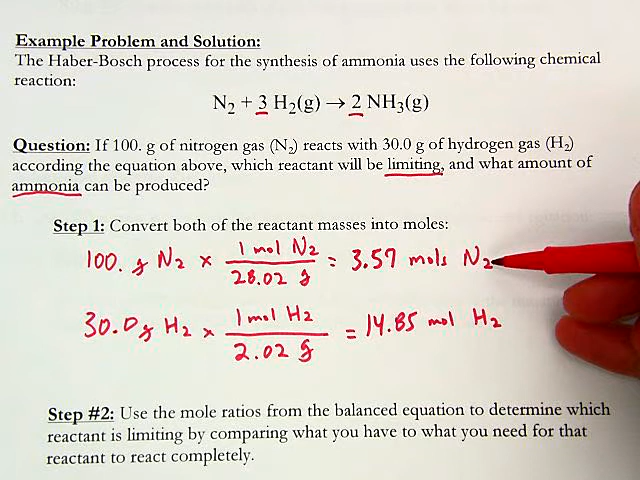 Example Problem and Solution:
The Haber-Bosch process for the synthesis of ammonia uses the following chemical
reaction:
N₂ + 3 H₂(g) → 2 NH₃(g)
Question: If 100. g of nitrogen gas (N₂) reacts with 30.0 g of hydrogen gas (H₂)
according the equation above, which reactant will be limiting, and what amount of
ammonia can be produced?
Step 1: Convert both of the reactant masses into moles:
100. g N₂ × 1 mol N₂ / 28.02 g = 3.57 mols N₂
30.0 g H₂ × 1 mol H₂ / 2.02 g = 14.85 mol H₂
Step #2: Use the mole ratios from the balanced equation to determine which
reactant is limiting by comparing what you have to what you need for that
reactant to react completely.